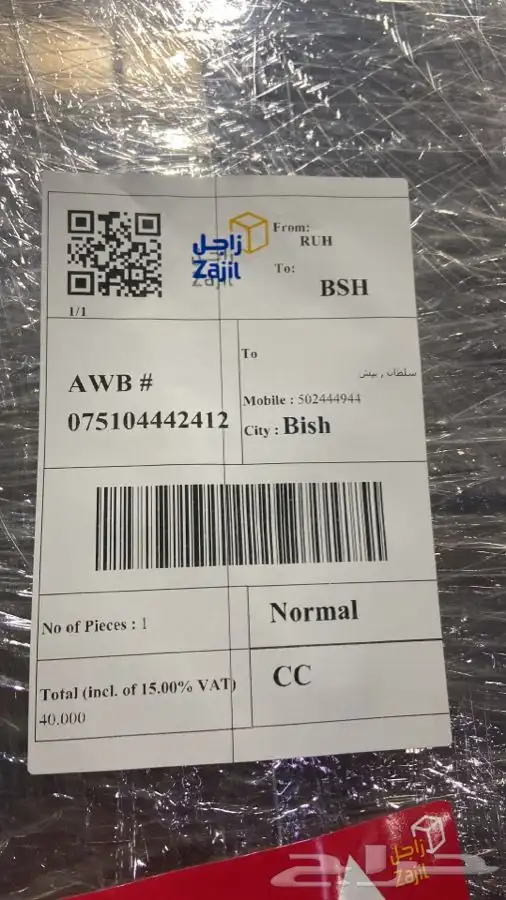 زاجل
Zajil
From:
RUH
To:
BSH
1/1
AWB #
075104442412
To
سلطان , بيش
Mobile : 502444944
City : Bish
No of Pieces : 1
Normal
Total (incl. of 15.00% VAT)
40.000
CC
زاجل
Zajil
حراج